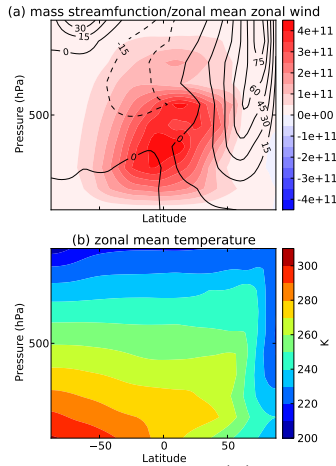 (a) mass streamfunction/zonal mean zonal wind
30
15
0
-15
75
60
45
30
15
0
0
Pressure (hPa)
500
Latitude
4e+11
3e+11
2e+11
1e+11
0e+00
-1e+11
-2e+11
-3e+11
-4e+11
(b) zonal mean temperature
Pressure (hPa)
500
−50
0
50
Latitude
300
280
260
240
220
200
K